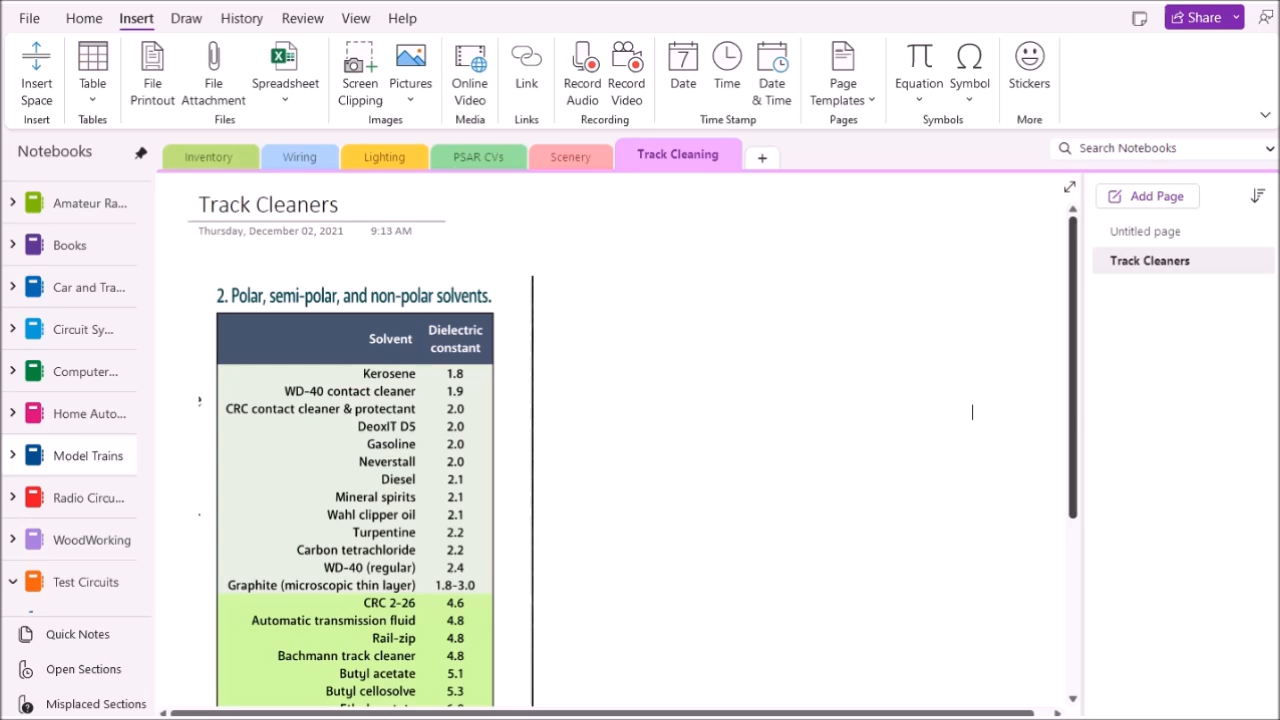 File Home Insert Draw History Review View Help Share
Insert Space
Table
File Printout
File Attachment
Spreadsheet
Screen Clipping
Pictures
Online Video
Link
Record Audio
Record Video
7
Date
Time
Date & Time
Page Templates
Equation
Symbol
Stickers
Insert Tables Files Images Media Links Recording Time Stamp Pages Symbols More
Notebooks
Inventory Wiring Lighting PSAR CVs Scenery Track Cleaning +
Search Notebooks
Amateur Ra...
Books
Car and Tra...
Circuit Sy...
Computer...
Home Auto...
Model Trains
Radio Circu...
WoodWorking
Test Circuits
Quick Notes
Open Sections
Misplaced Sections
Track Cleaners
Thursday, December 02, 2021 9:13 AM
2. Polar, semi-polar, and non-polar solvents.
Solvent Dielectric constant
Kerosene 1.8
WD-40 contact cleaner 1.9
CRC contact cleaner & protectant 2.0
DeoxIT D5 2.0
Gasoline 2.0
Neverstall 2.0
Diesel 2.1
Mineral spirits 2.1
Wahl clipper oil 2.1
Turpentine 2.2
Carbon tetrachloride 2.2
WD-40 (regular) 2.4
Graphite (microscopic thin layer) 1.8-3.0
CRC 2-26 4.6
Automatic transmission fluid 4.8
Rail-zip 4.8
Bachmann track cleaner 4.8
Butyl acetate 5.1
Butyl cellosolve 5.3
Add Page
Untitled page
Track Cleaners